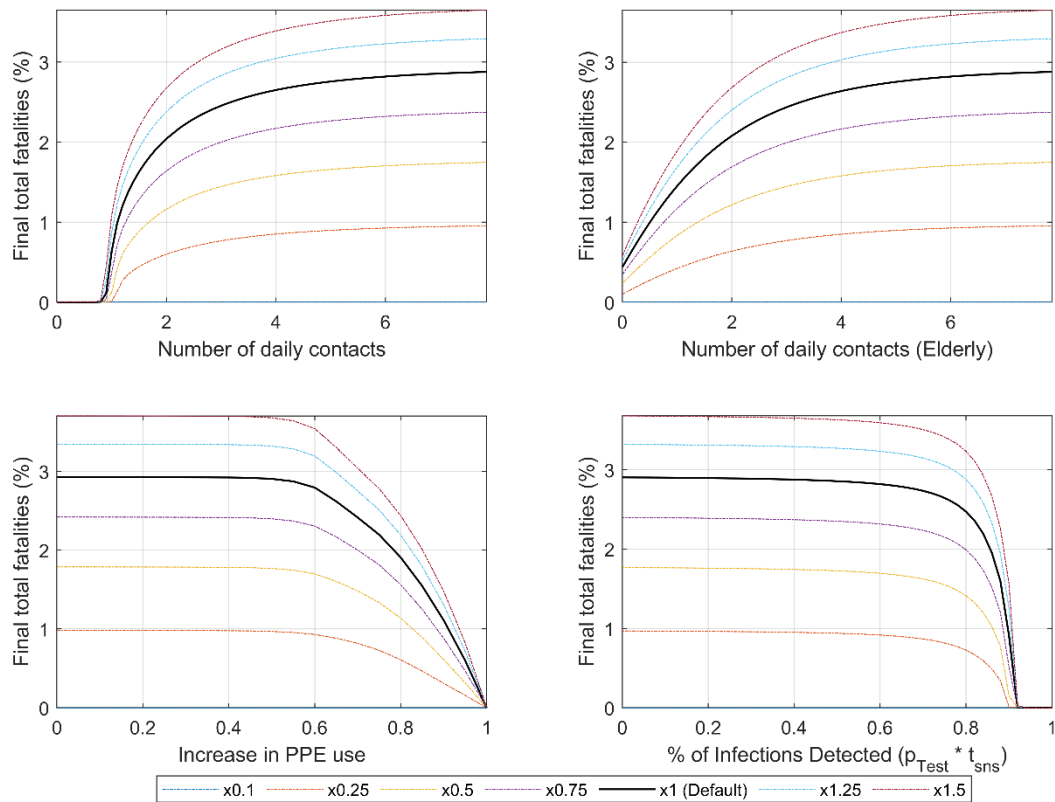 Final total fatalities (%)
3
2
1
0
0 2 4 6
Number of daily contacts
Final total fatalities (%)
3
2
1
0
0 2 4 6
Number of daily contacts (Elderly)
Final total fatalities (%)
3
2
1
0
0 0.2 0.4 0.6 0.8 1
Increase in PPE use
Final total fatalities (%)
3
2
1
0
0 0.2 0.4 0.6 0.8 1
% of Infections Detected (p_Test * t_sns)
x0.1 x0.25 x0.5 x0.75 x1 (Default) x1.25 x1.5